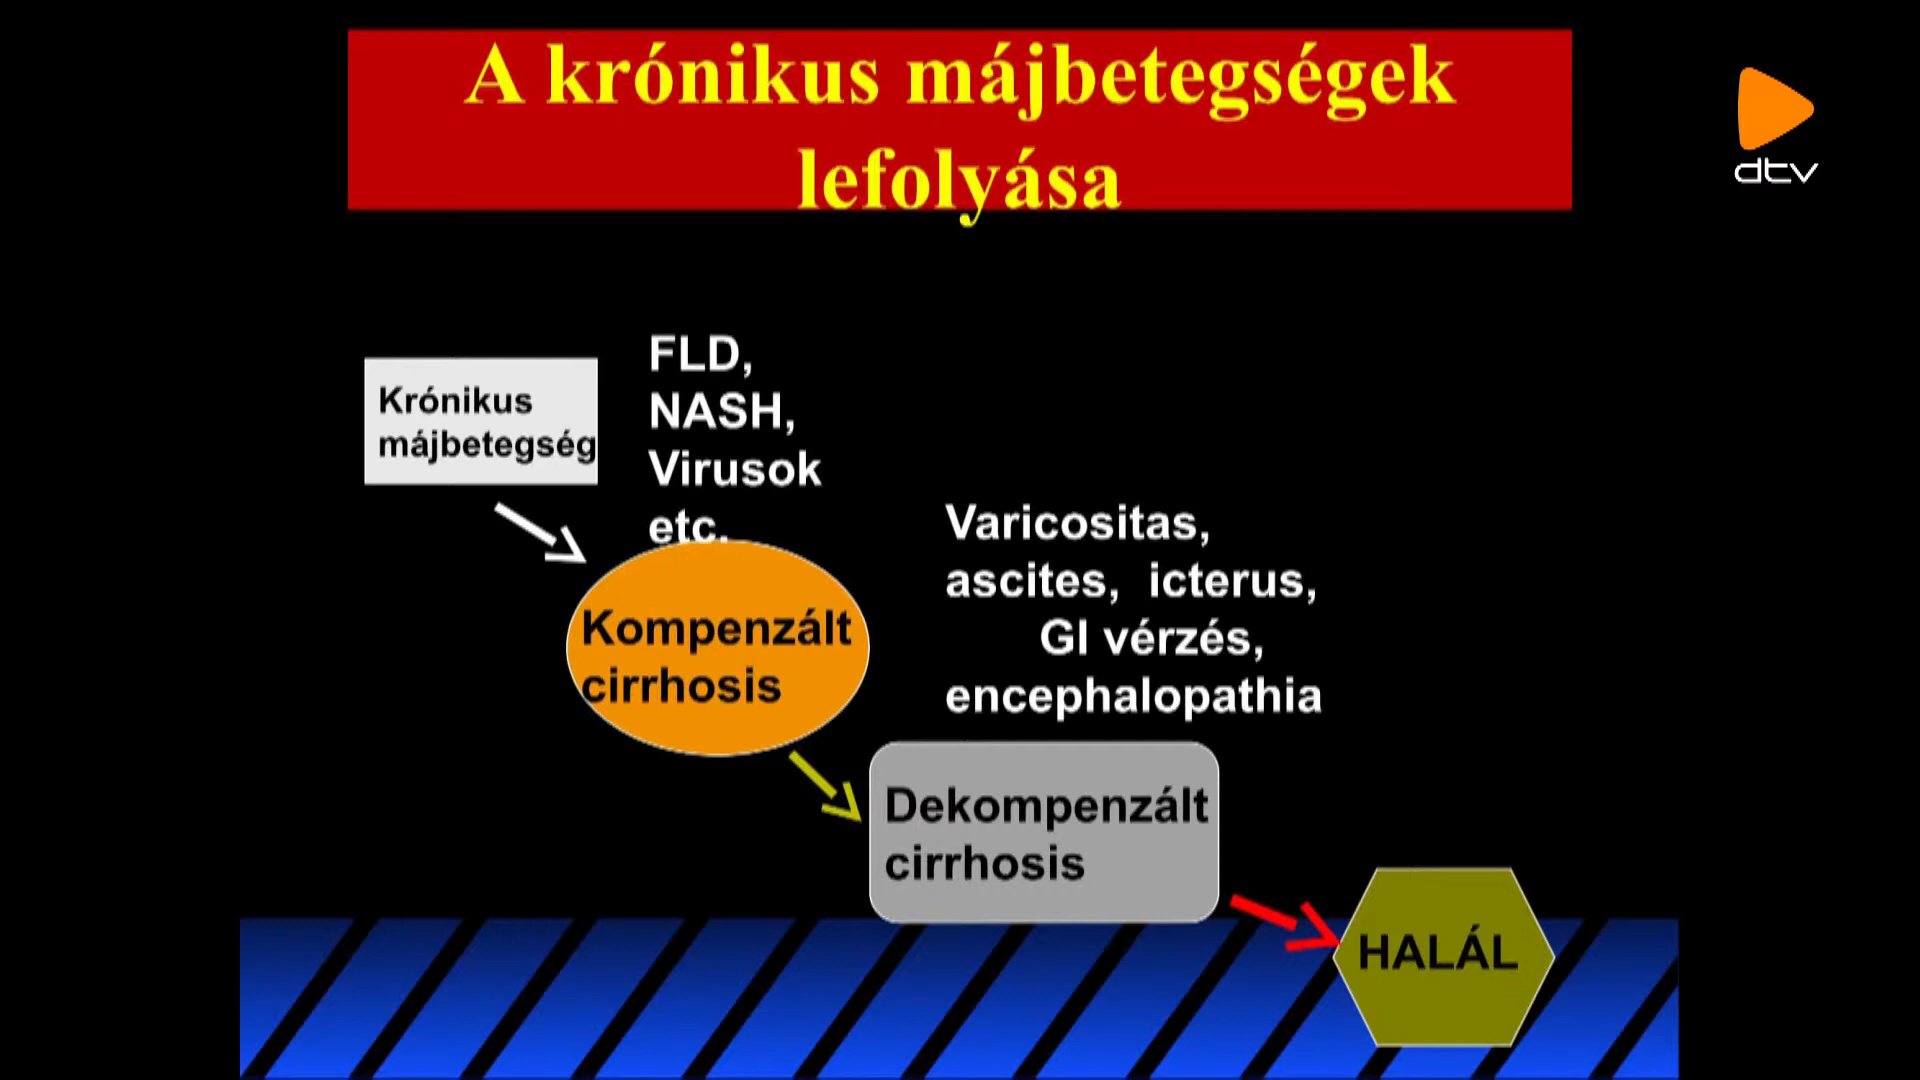 A krónikus májbetegségek
lefolyása
dtv
Krónikus
májbetegség
FLD,
NASH,
Virusok
etc.
Kompenzált
cirrhosis
Varicositas,
ascites, icterus,
GI vérzés,
encephalopathia
Dekompenzált
cirrhosis
HALÁL